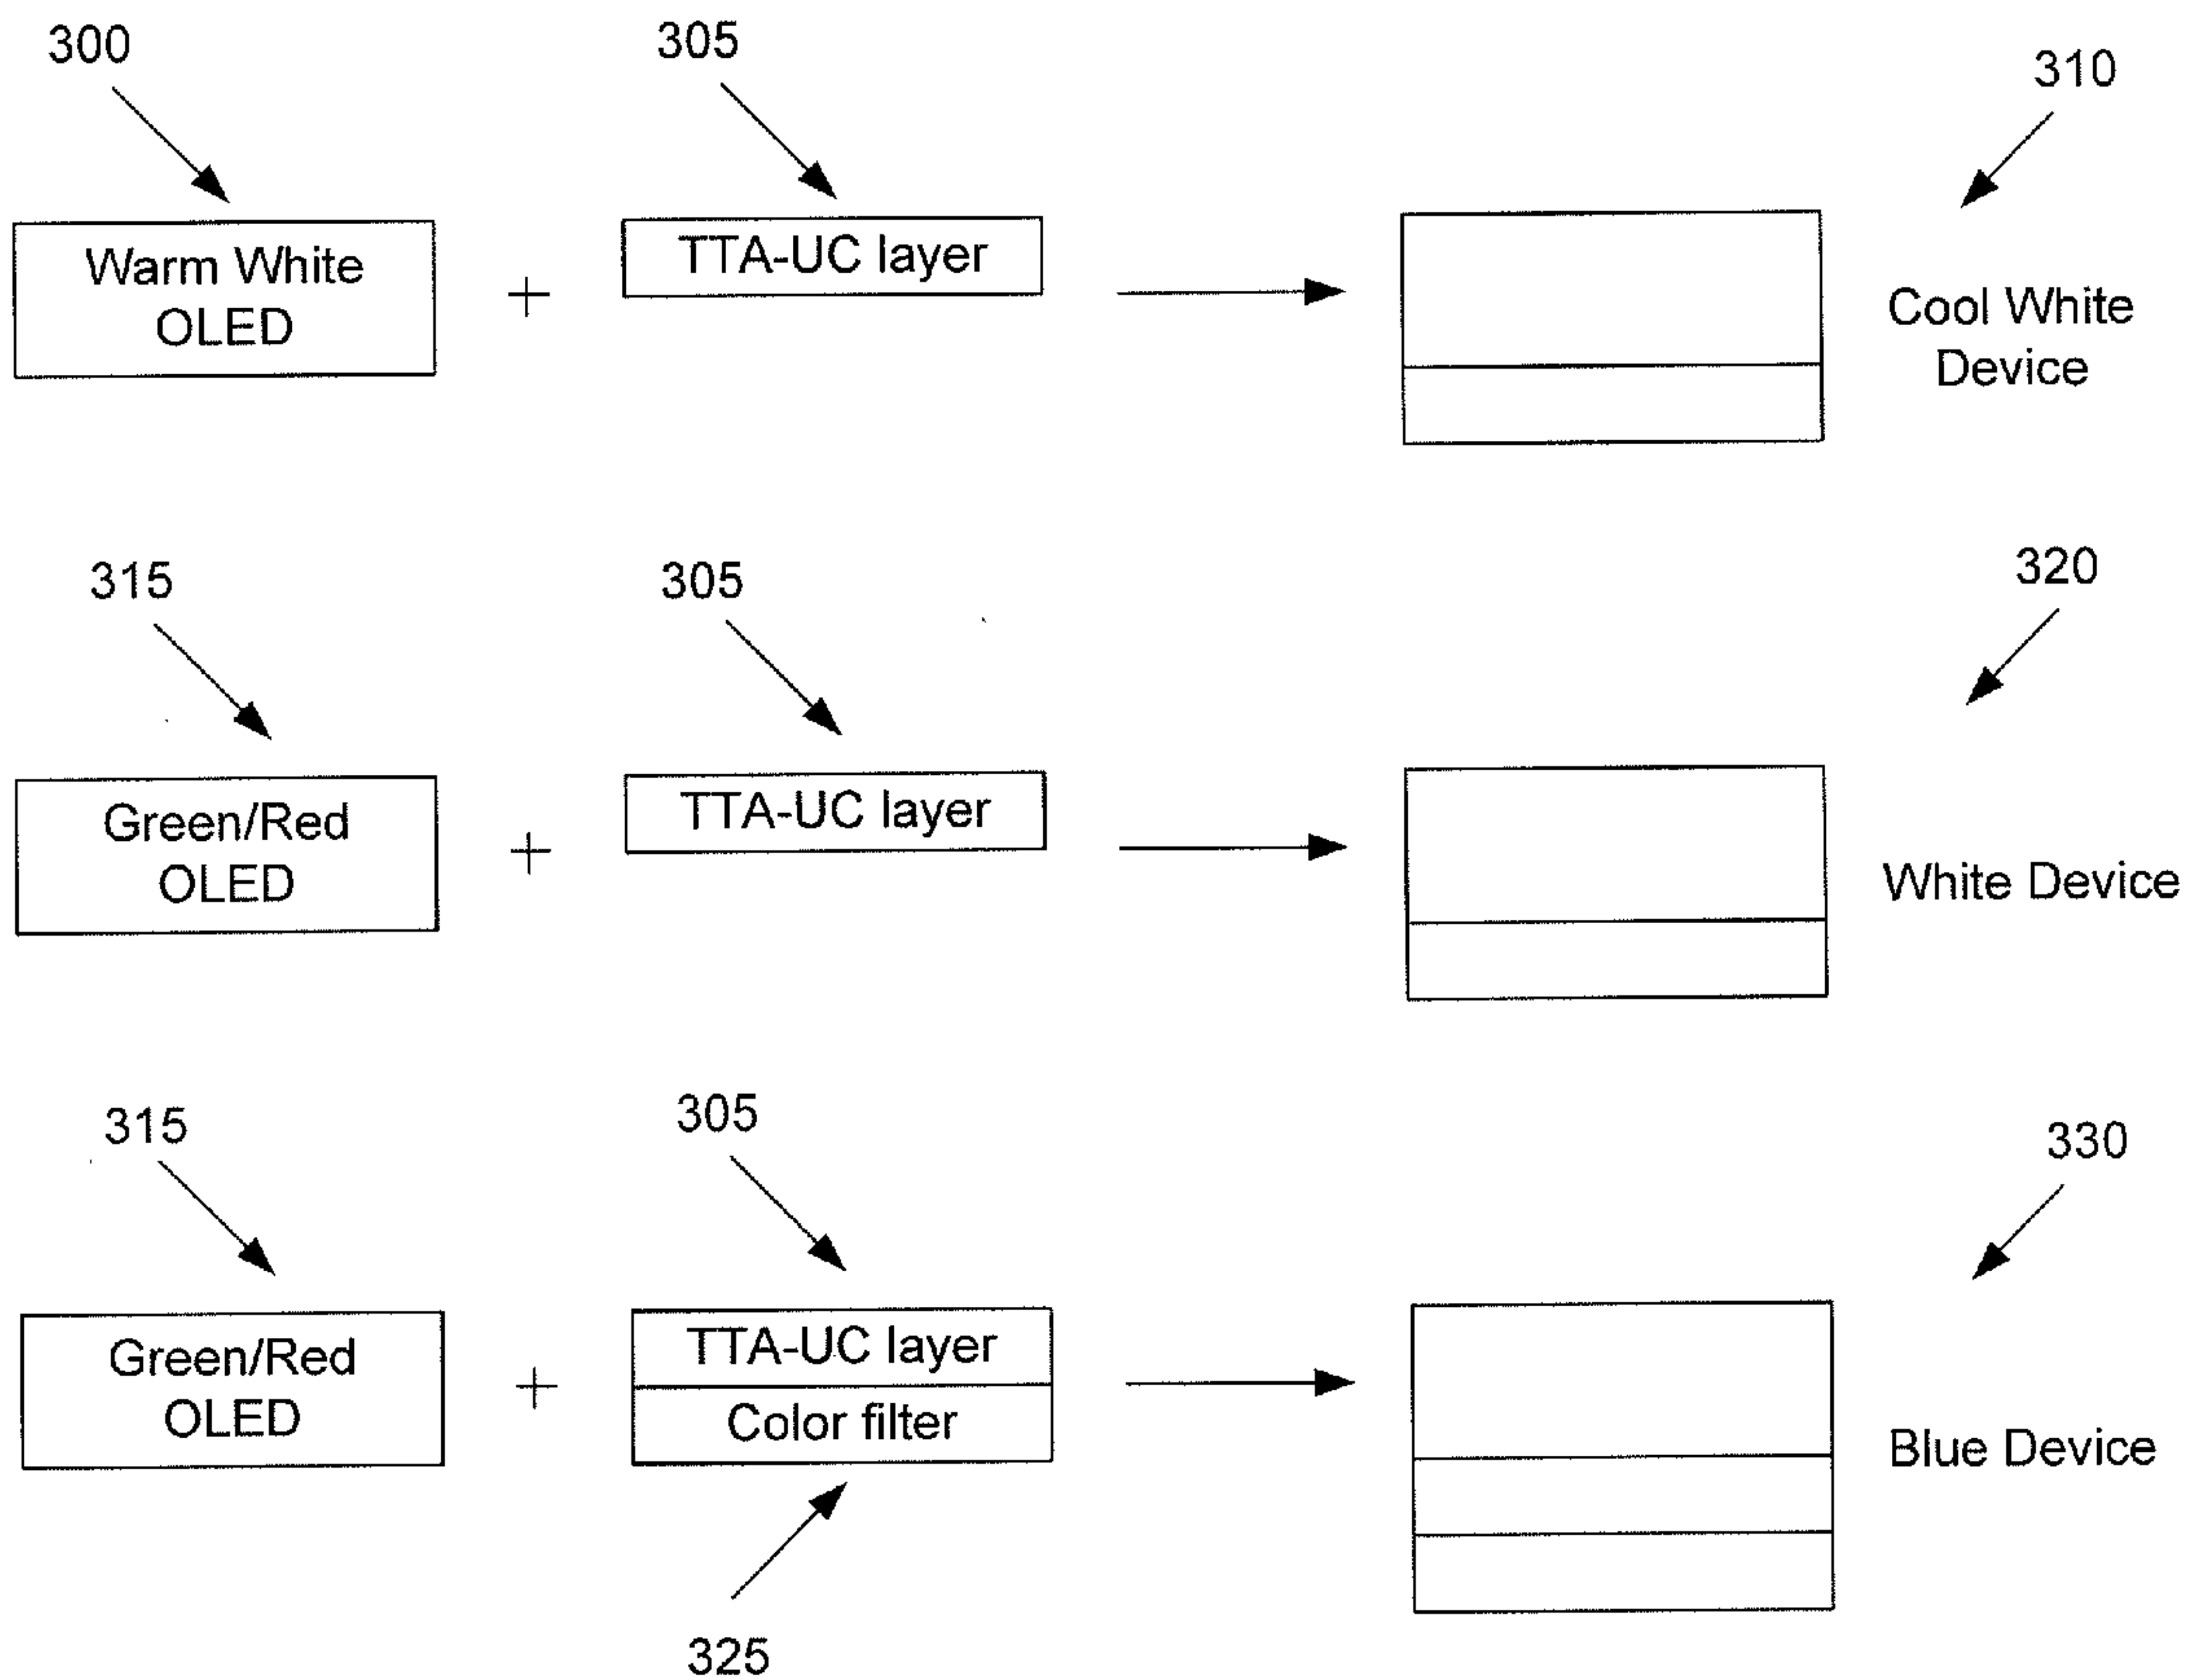 300
305
310
Warm White
OLED
+
TTA-UC layer
Cool White
Device
315
305
320
Green/Red
OLED
+
TTA-UC layer
White Device
315
305
330
Green/Red
OLED
+
TTA-UC layer
Color filter
Blue Device
325